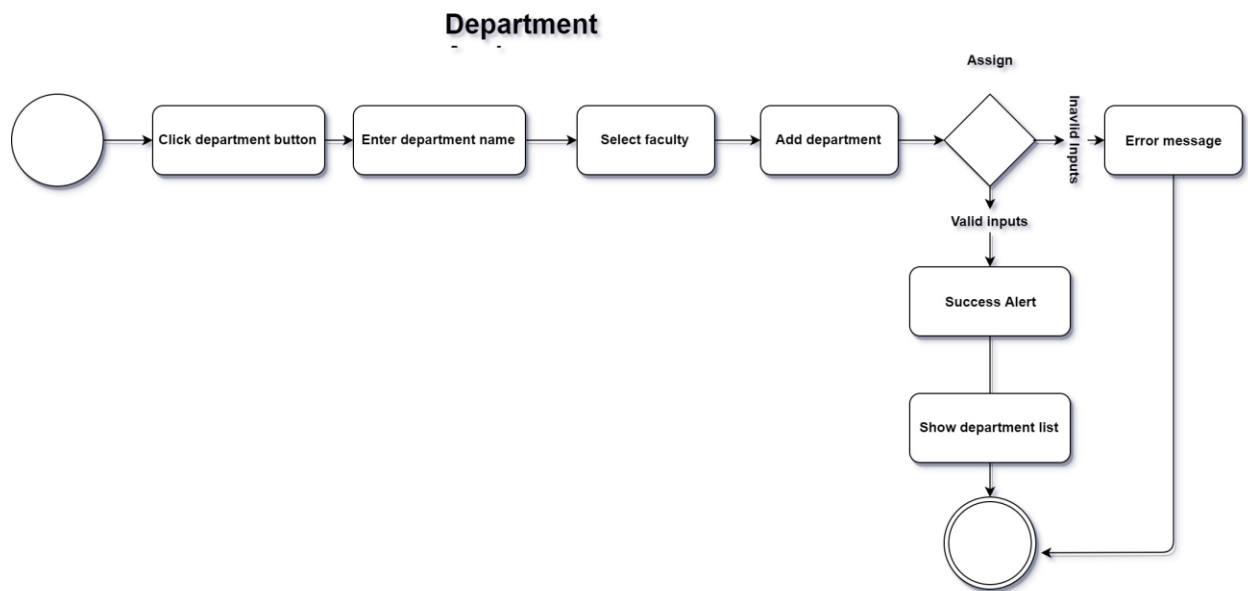 Department
Assign
Click department button
Enter department name
Select faculty
Add department
Inavlid Inputs
Error message
Valid inputs
Success Alert
Show department list